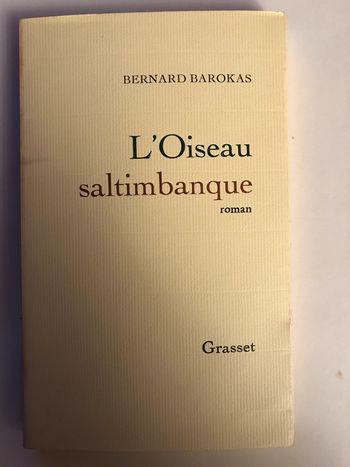 BERNARD BAROKAS
L'Oiseau
saltimbanque
roman
Grasset